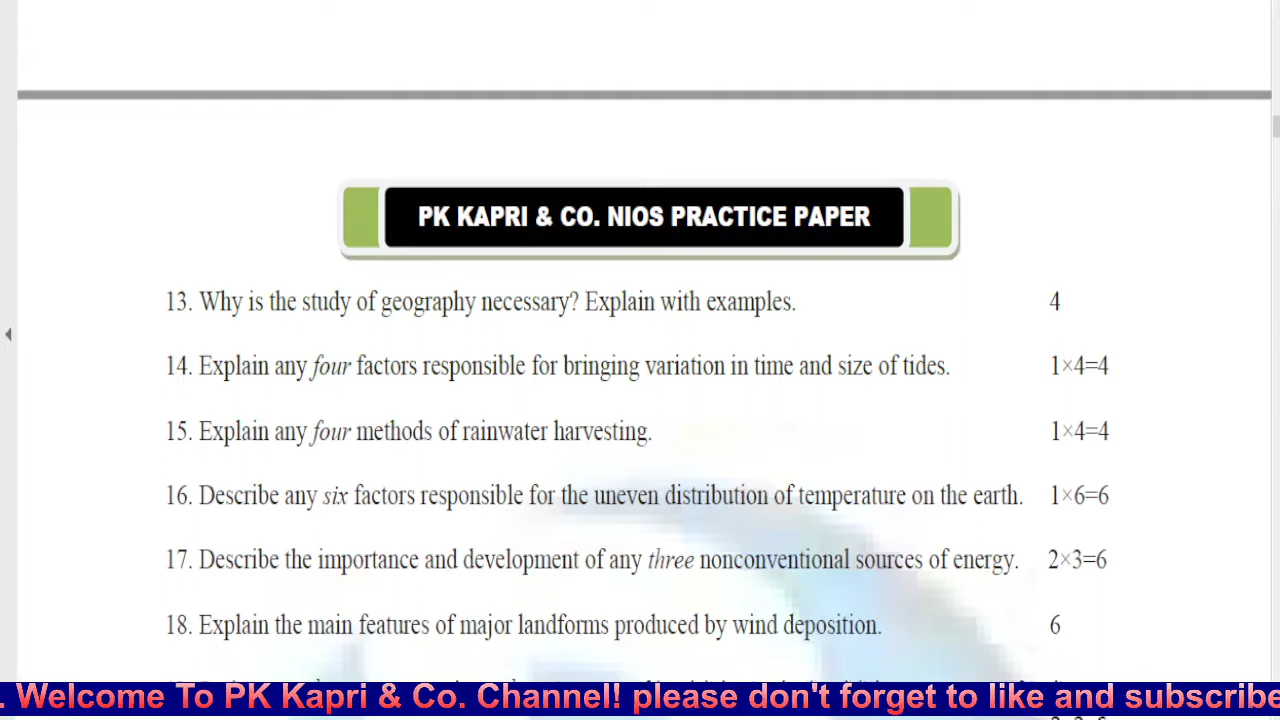 PK KAPRI & CO. NIOS PRACTICE PAPER
13. Why is the study of geography necessary? Explain with examples. 4
14. Explain any four factors responsible for bringing variation in time and size of tides. 1×4=4
15. Explain any four methods of rainwater harvesting. 1×4=4
16. Describe any six factors responsible for the uneven distribution of temperature on the earth. 1×6=6
17. Describe the importance and development of any three nonconventional sources of energy. 2×3=6
18. Explain the main features of major landforms produced by wind deposition. 6
. Welcome To PK Kapri & Co. Channel! please don't forget to like and subscribe